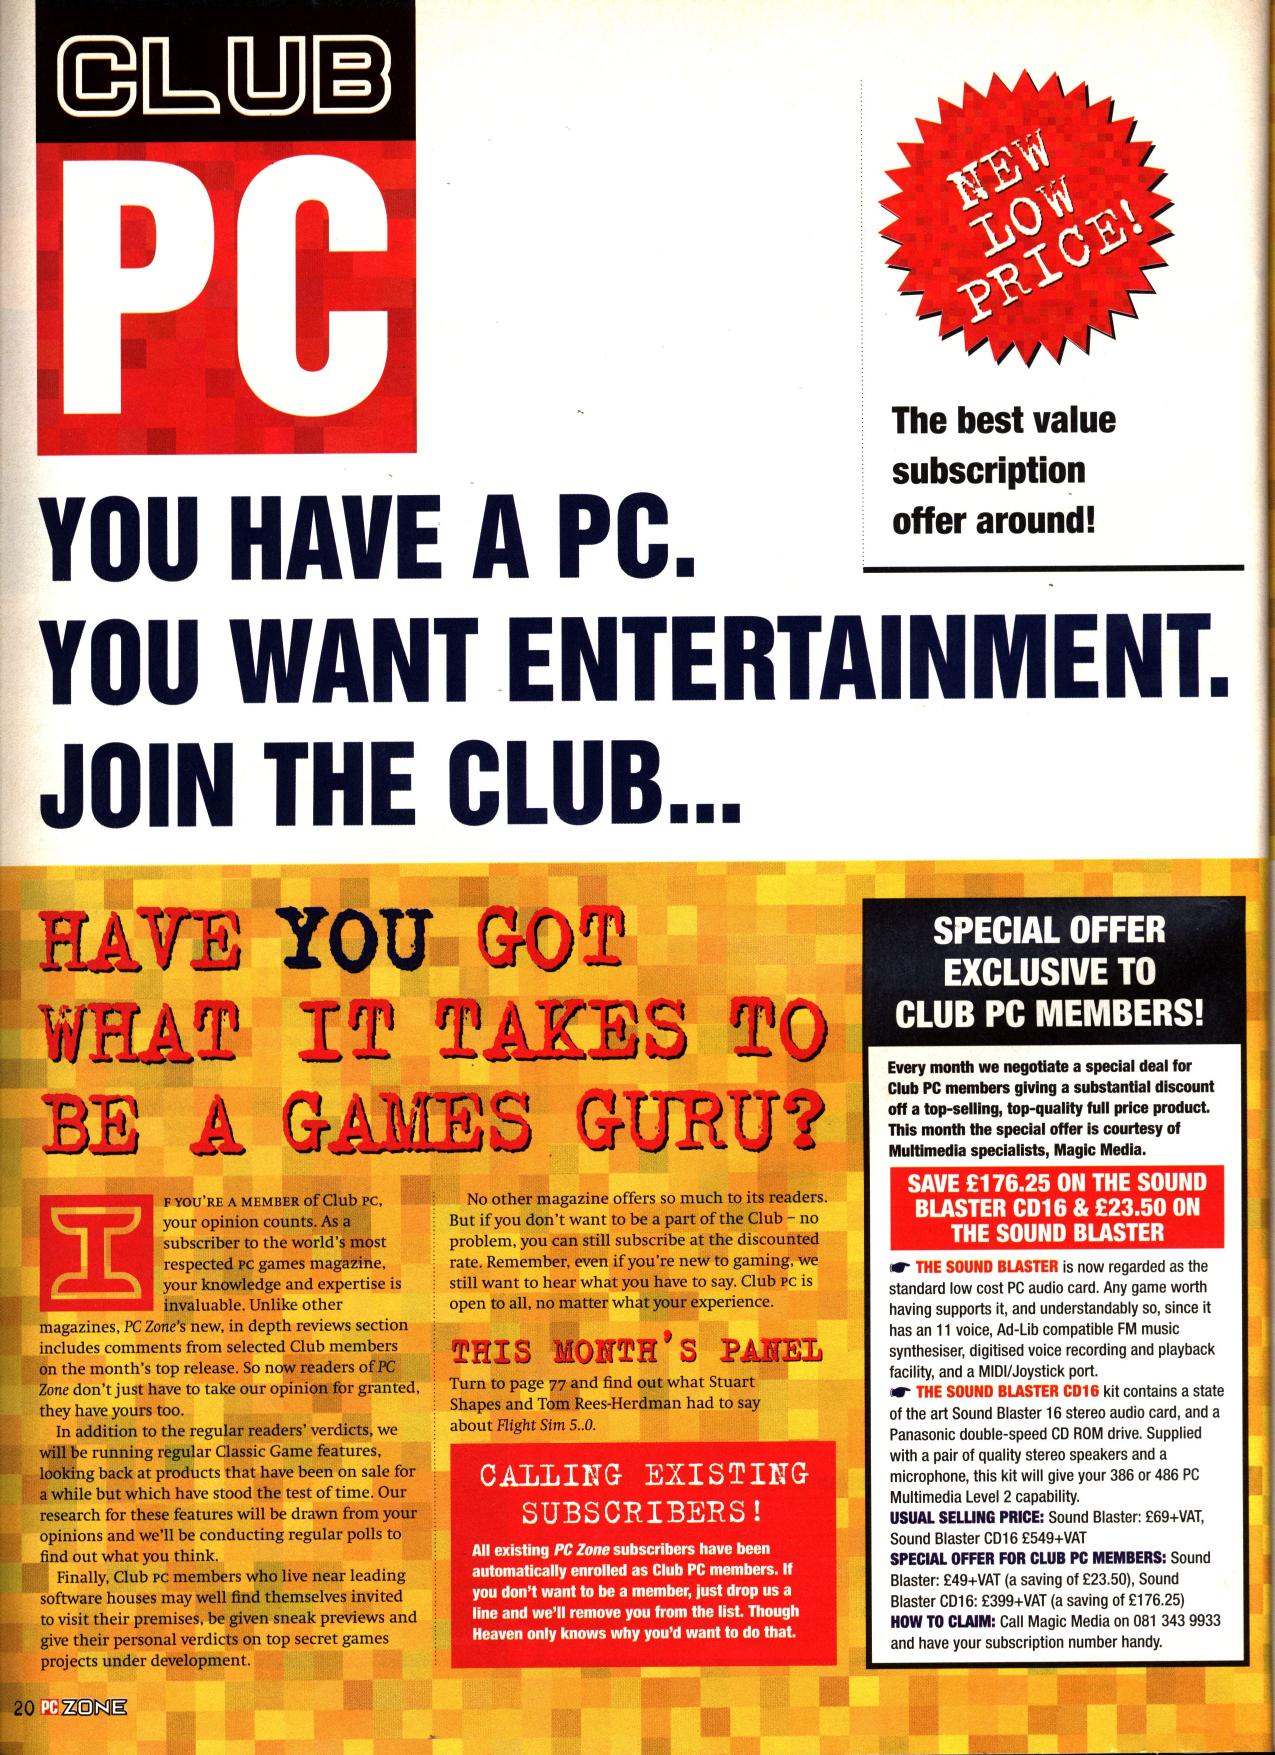 CLUB
PC
NEW
LOW
PRICE!
The best value
subscription
offer around!
YOU HAVE A PC.
YOU WANT ENTERTAINMENT.
JOIN THE CLUB...
HAVE YOU GOT
WHAT IT TAKES TO
BE A GAMES GURU?
IF YOU'RE A MEMBER of Club PC,
your opinion counts. As a
subscriber to the world's most
respected PC games magazine,
your knowledge and expertise is
invaluable. Unlike other
magazines, PC Zone's new, in depth reviews section
includes comments from selected Club members
on the month's top release. So now readers of PC
Zone don't just have to take our opinion for granted,
they have yours too.
In addition to the regular readers' verdicts, we
will be running regular Classic Game features,
looking back at products that have been on sale for
a while but which have stood the test of time. Our
research for these features will be drawn from your
opinions and we'll be conducting regular polls to
find out what you think.
Finally, Club PC members who live near leading
software houses may well find themselves invited
to visit their premises, be given sneak previews and
give their personal verdicts on top secret games
projects under development.
No other magazine offers so much to its readers.
But if you don't want to be a part of the Club – no
problem, you can still subscribe at the discounted
rate. Remember, even if you're new to gaming, we
still want to hear what you have to say. Club PC is
open to all, no matter what your experience.
THIS MONTH'S PANEL
Turn to page 77 and find out what Stuart
Shapes and Tom Rees-Herdman had to say
about Flight Sim 5..0.
CALLING EXISTING
SUBSCRIBERS!
All existing PC Zone subscribers have been
automatically enrolled as Club PC members. If
you don't want to be a member, just drop us a
line and we'll remove you from the list. Though
Heaven only knows why you'd want to do that.
SPECIAL OFFER
EXCLUSIVE TO
CLUB PC MEMBERS!
Every month we negotiate a special deal for
Club PC members giving a substantial discount
off a top-selling, top-quality full price product.
This month the special offer is courtesy of
Multimedia specialists, Magic Media.
SAVE £176.25 ON THE SOUND
BLASTER CD16 & £23.50 ON
THE SOUND BLASTER
☛ THE SOUND BLASTER is now regarded as the
standard low cost PC audio card. Any game worth
having supports it, and understandably so, since it
has an 11 voice, Ad-Lib compatible FM music
synthesiser, digitised voice recording and playback
facility, and a MIDI/Joystick port.
☛ THE SOUND BLASTER CD16 kit contains a state
of the art Sound Blaster 16 stereo audio card, and a
Panasonic double-speed CD ROM drive. Supplied
with a pair of quality stereo speakers and a
microphone, this kit will give your 386 or 486 PC
Multimedia Level 2 capability.
USUAL SELLING PRICE: Sound Blaster: £69+VAT,
Sound Blaster CD16 £549+VAT
SPECIAL OFFER FOR CLUB PC MEMBERS: Sound
Blaster: £49+VAT (a saving of £23.50), Sound
Blaster CD16: £399+VAT (a saving of £176.25)
HOW TO CLAIM: Call Magic Media on 081 343 9933
and have your subscription number handy.
20 PC ZONE